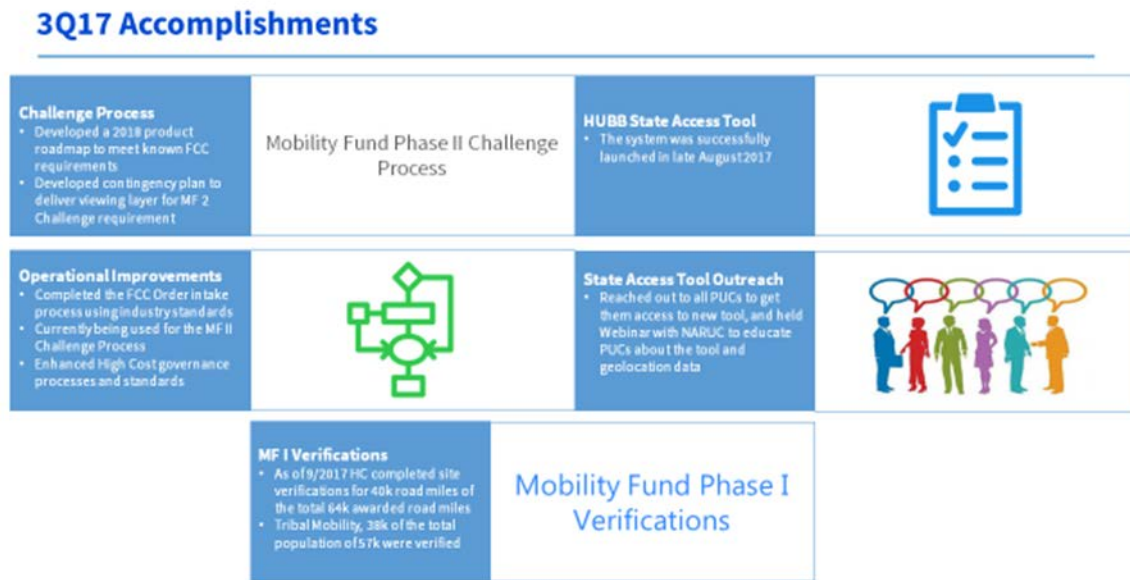 3Q17 Accomplishments
Challenge Process
• Developed a 2018 product
roadmap to meet known FCC
requirements
• Developed contingency plan to
deliver viewing layer for MF 2
Challenge requirement
Mobility Fund Phase II Challenge
Process
HUBB State Access Tool
• The system was successfully
launched in late August 2017
Operational Improvements
• Completed the FCC Order intake
process using industry standards
• Currently being used for the MF II
Challenge Process
• Enhanced High Cost governance
processes and standards
State Access Tool Outreach
• Reached out to all PUCs to get
them access to new tool, and held
Webinar with NARUC to educate
PUCs about the tool and
geolocation data
MF I Verifications
• As of 9/2017 HC completed site
verifications for 40k road miles of
the total 64k awarded road miles
• Tribal Mobility, 38k of the total
population of 57k were verified
Mobility Fund Phase I
Verifications